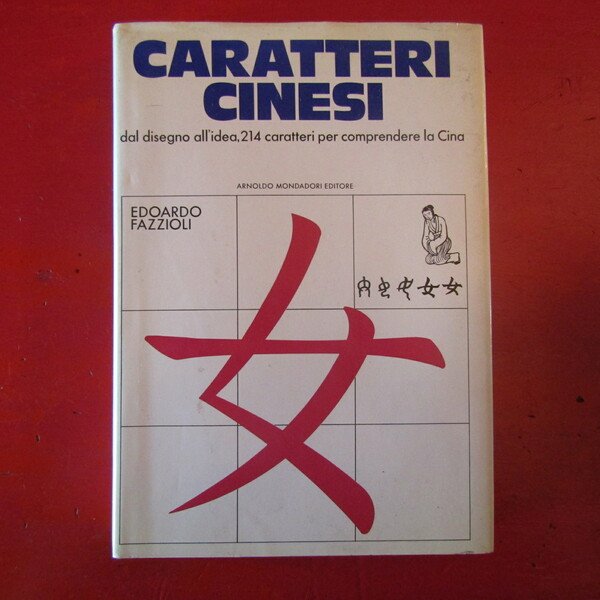 CARATTERI
CINESI
dal disegno all'idea, 214 caratteri per comprendere la Cina
ARNOLDO MONDADORI EDITORE
EDOARDO
FAZZIOLI
女女
女